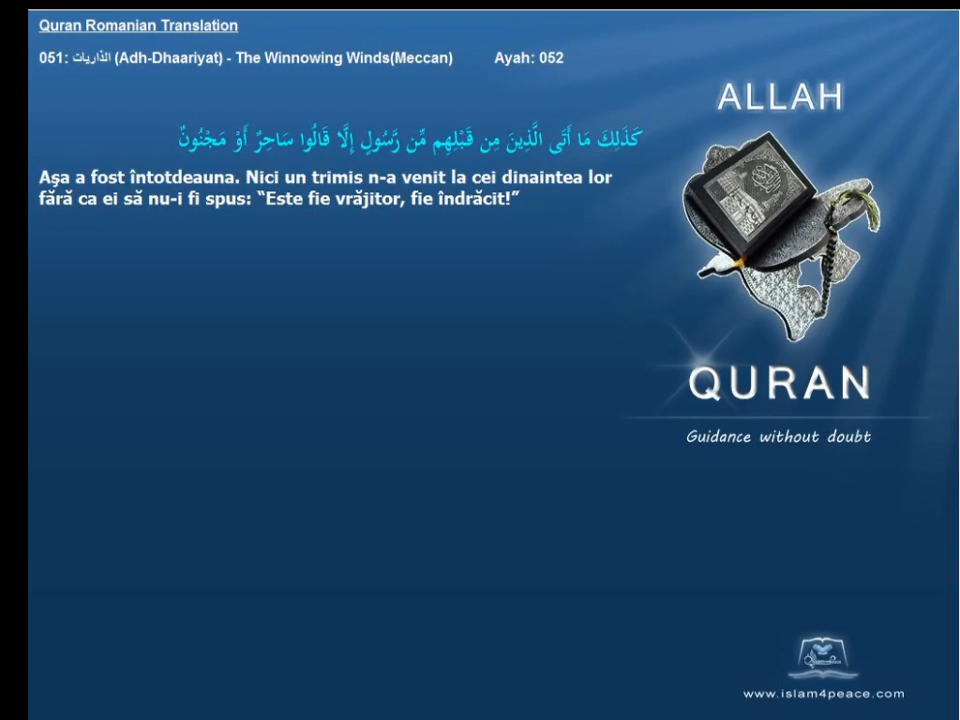 Quran Romanian Translation
051: الذّاريات (Adh-Dhaariyat) - The Winnowing Winds(Meccan) Ayah: 052
ALLAH
كَذَٰلِكَ مَا أَتَى الَّذِينَ مِن قَبْلِهِم مِّن رَّسُولٍ إِلَّا قَالُوا سَاحِرٌ أَوْ مَجْنُونٌ
Aşa a fost întotdeauna. Nici un trimis n-a venit la cei dinaintea lor
fără ca ei să nu-i fi spus: “Este fie vrăjitor, fie îndrăcit!”
QURAN
Guidance without doubt
www.islam4peace.com